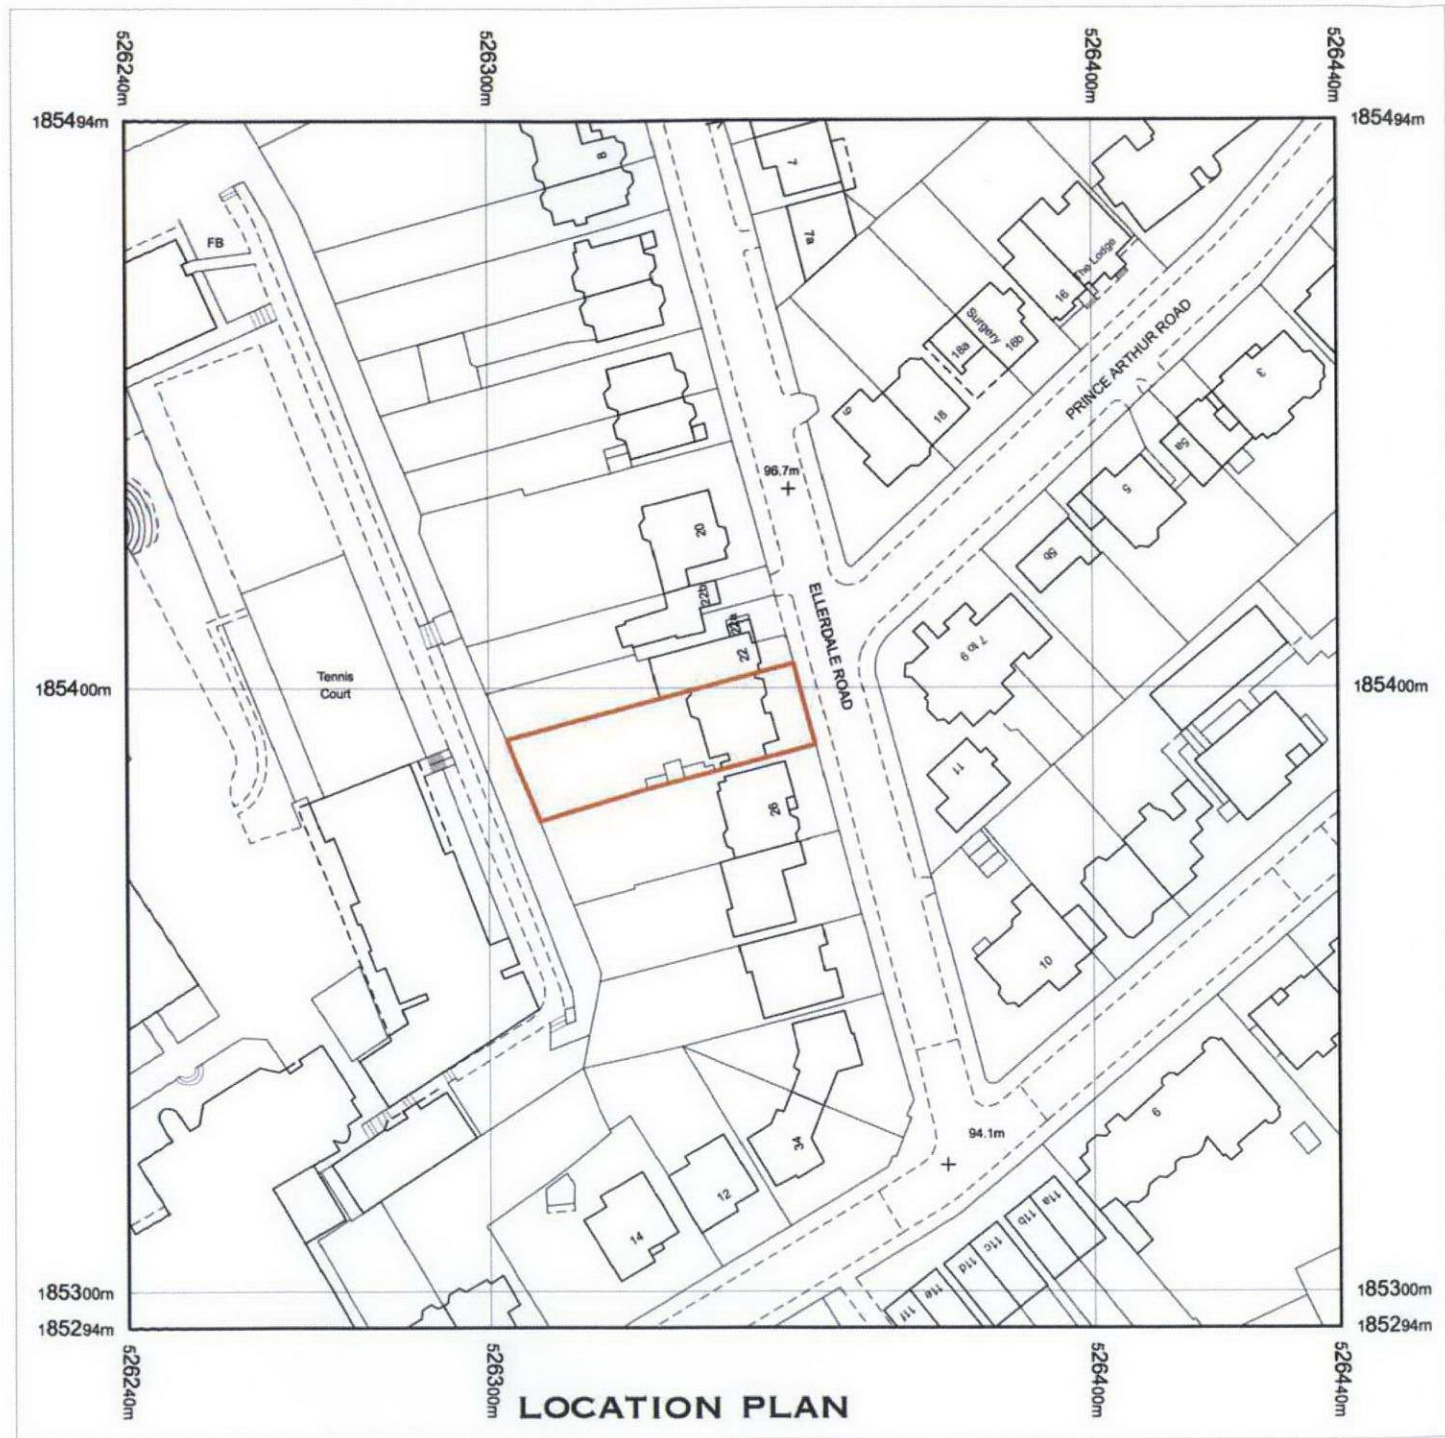 526240m
526300m
526400m
526440m
185494m
185494m
8
7
7a
FB
The Lodge
16
Surgery
18a
16b
PRINCE ARTHUR ROAD
3
9
18
5a
96.7m
5
20
5b
22b
22a
ELLERDALE ROAD
22
7 to 9
Tennis
Court
185400m
185400m
11
26
10
94.1m
9
34
12
14
11a
11b
11c
11d
11e
11f
185300m
185300m
185294m
185294m
526240m
526300m
526400m
526440m
LOCATION PLAN